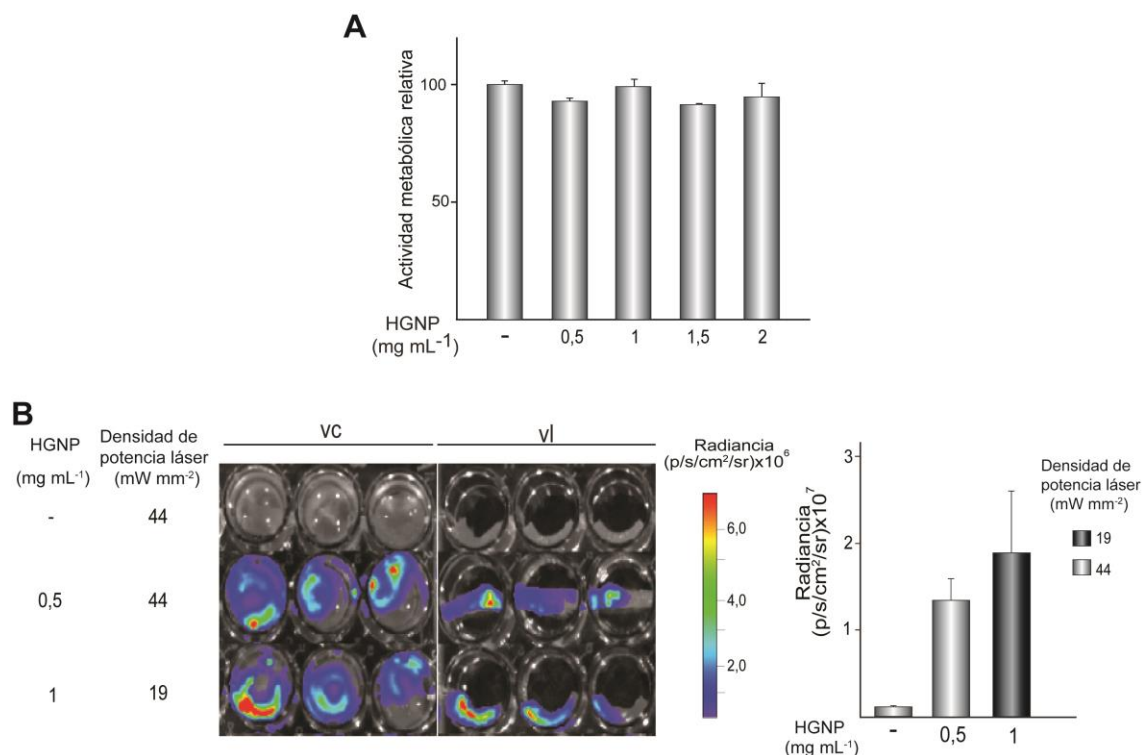 A
Actividad metabólica relativa
100
50
HGNP
(mg mL-1)
- 0,5 1 1,5 2
B
HGNP
(mg mL-1)
Densidad de
potencia láser
(mW mm-2)
vc vl
- 44
0,5 44
1 19
Radiancia
(p/s/cm²/sr)x10⁶
6,0
4,0
2,0
Radiancia
(p/s/cm²/sr)x10⁷
3
2
1
HGNP
(mg mL-1)
- 0,5 1
Densidad de
potencia láser
(mW mm-2)
19
44